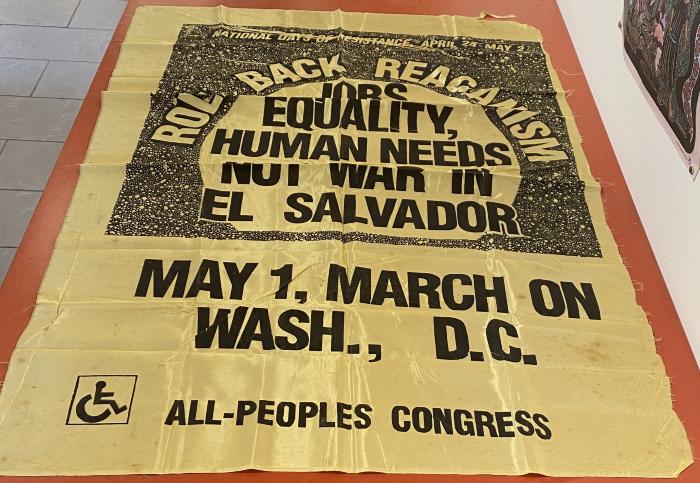 NATIONAL DAYS OF RESISTANCE APRIL 24-MAY 2
ROLL BACK REAGANISM
JOBS
EQUALITY,
HUMAN NEEDS
NOT WAR IN
EL SALVADOR
MAY 1, MARCH ON
WASH., D.C.
ALL-PEOPLES CONGRESS